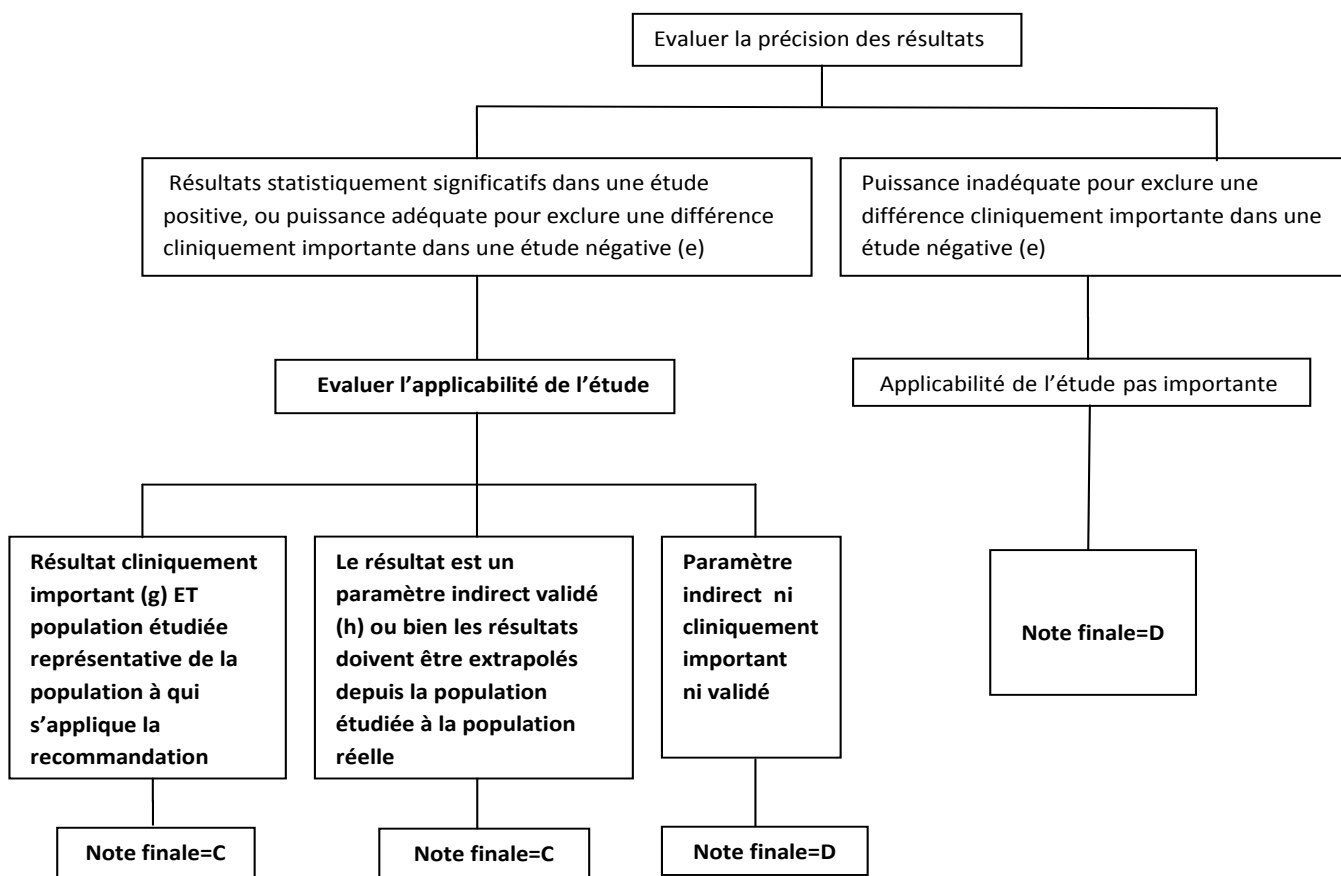 Evaluer la précision des résultats
Résultats statistiquement significatifs dans une étude
positive, ou puissance adéquate pour exclure une différence
cliniquement importante dans une étude négative (e)
Puissance inadéquate pour exclure une
différence cliniquement importante dans une
étude négative (e)
Evaluer l’applicabilité de l’étude
Applicabilité de l’étude pas importante
Résultat cliniquement
important (g) ET
population étudiée
représentative de la
population à qui
s’applique la
recommandation
Le résultat est un
paramètre indirect validé
(h) ou bien les résultats
doivent être extrapolés
depuis la population
étudiée à la population
réelle
Paramètre
indirect ni
cliniquement
important
ni validé
Note finale=D
Note finale=C
Note finale=C
Note finale=D